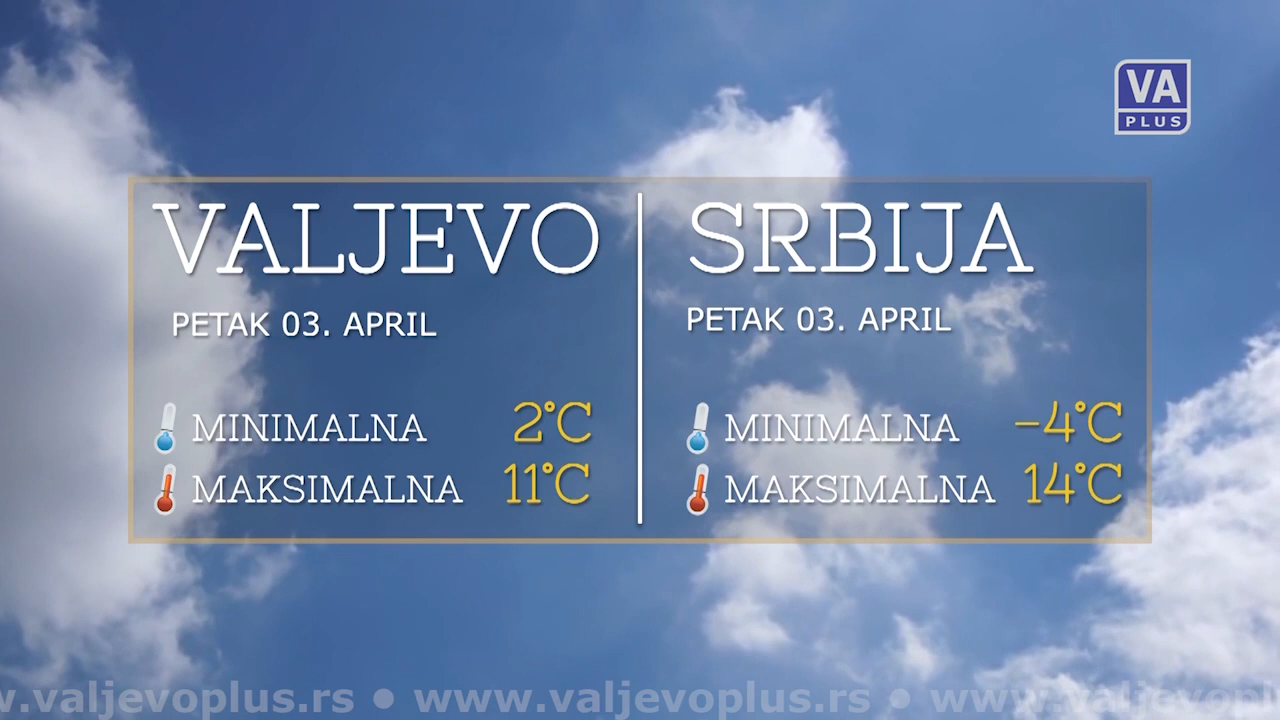 VA
PLUS
VALJEVO
PETAK 03. APRIL
MINIMALNA 2°C
MAKSIMALNA 11°C
SRBIJA
PETAK 03. APRIL
MINIMALNA -4°C
MAKSIMALNA 14°C
w.valjevoplus.rs • www.valjevoplus.rs • www.valjevopl